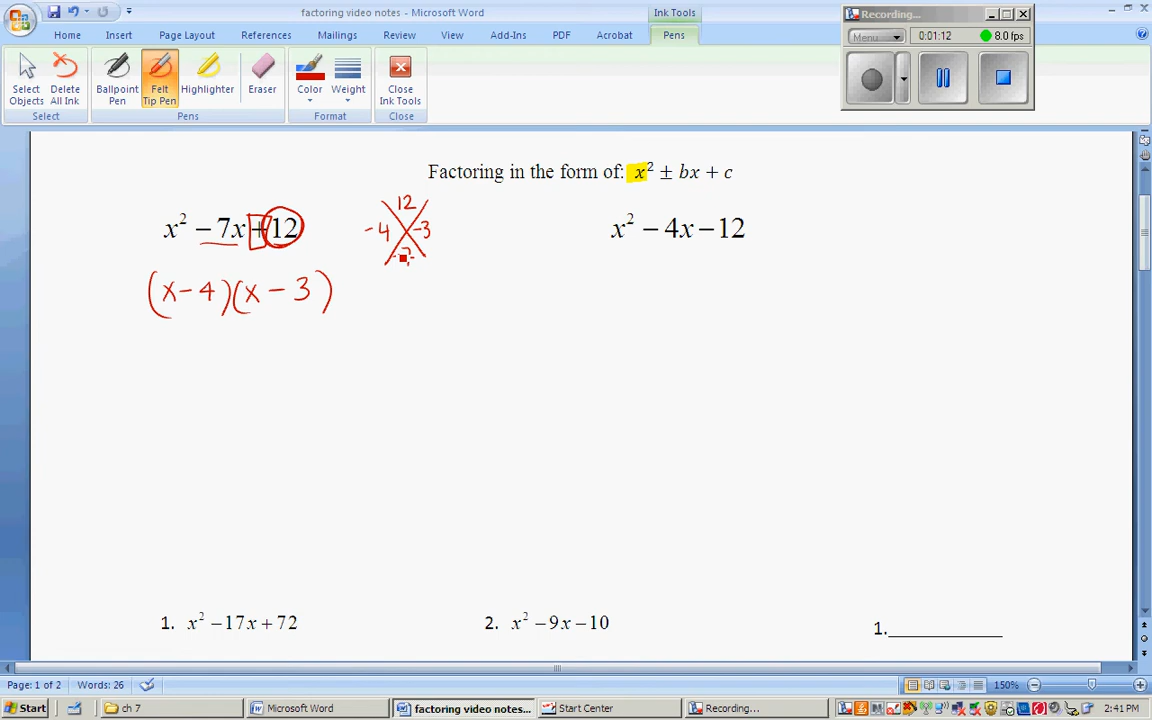 factoring video notes - Microsoft Word
Ink Tools
Recording...
Home Insert Page Layout References Mailings Review View Add-Ins PDF Acrobat Pens
Menu 0:01:12 8.0 fps
Select Objects
Delete All Ink
Ballpoint Pen
Felt Tip Pen
Highlighter
Eraser
Color
Weight
Close Ink Tools
Select Pens Format Close
Factoring in the form of: x² ± bx + c
x² − 7x + 12
12
-4 -3
-7
x² − 4x − 12
(x − 4)(x − 3)
1. x² − 17x + 72
2. x² − 9x − 10
1.____________
Page: 1 of 2 Words: 26 150%
Start ch 7 Microsoft Word factoring video notes... Start Center Recording... 2:41 PM